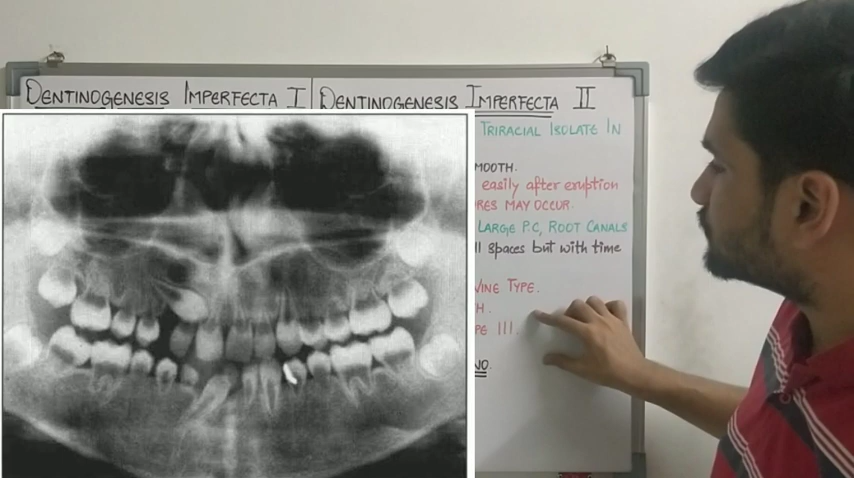 DENTINOGENESIS IMPERFECTA I
DENTINOGENESIS IMPERFECTA II
TRIRACIAL ISOLATE IN
MOOTH.
easily after eruption
RES MAY OCCUR.
LARGE P.C, ROOT CANALS
ll spaces but with time
VINE TYPE.
H.
PE III.
NO.